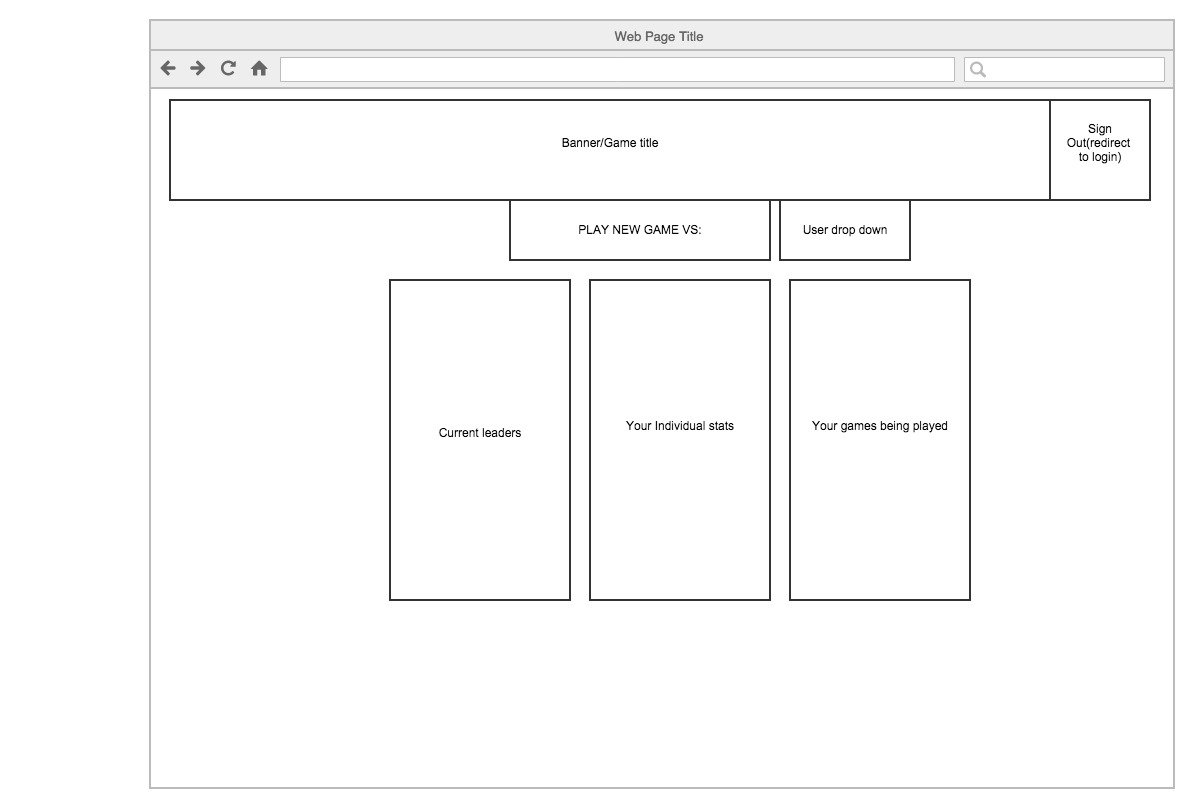 Web Page Title
Banner/Game title
Sign
Out(redirect
to login)
PLAY NEW GAME VS:
User drop down
Current leaders
Your Individual stats
Your games being played